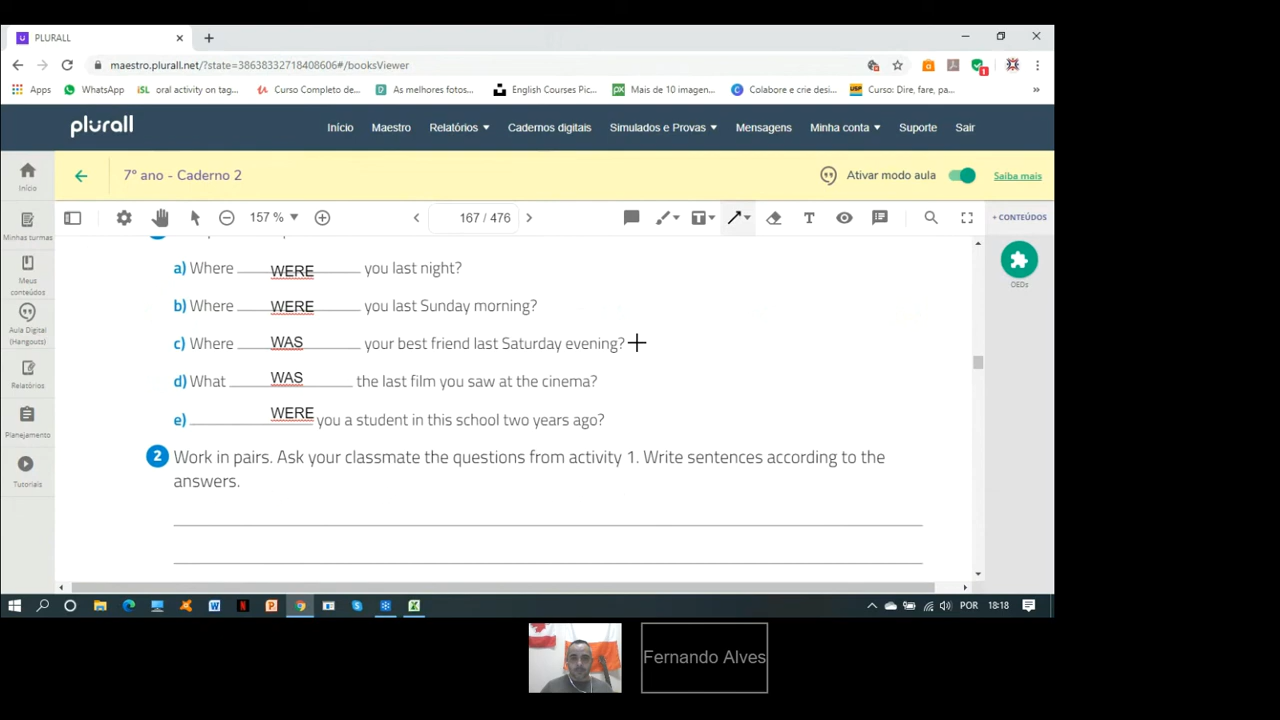 PLURALL
maestro.plurall.net/?state=38638332718408606#/booksViewer
Apps WhatsApp iSL oral activity on tag... Curso Completo de... As melhores fotos... English Courses Pic... px Mais de 10 imagen... Colabore e crie desi... USP Curso: Dire, fare, pa...
plurall Início Maestro Relatórios Cadernos digitais Simulados e Provas Mensagens Minha conta Suporte Sair
Início
7º ano - Caderno 2 Ativar modo aula Saiba mais
157 % 167 / 476 + CONTEÚDOS
Minhas turmas
Meus conteúdos
Aula Digital (Hangouts)
Relatórios
Planejamento
Tutoriais
OEDs
a) Where WERE you last night?
b) Where WERE you last Sunday morning?
c) Where WAS your best friend last Saturday evening?
d) What WAS the last film you saw at the cinema?
e) WERE you a student in this school two years ago?
2 Work in pairs. Ask your classmate the questions from activity 1. Write sentences according to the
answers.
POR 18:18
Fernando Alves